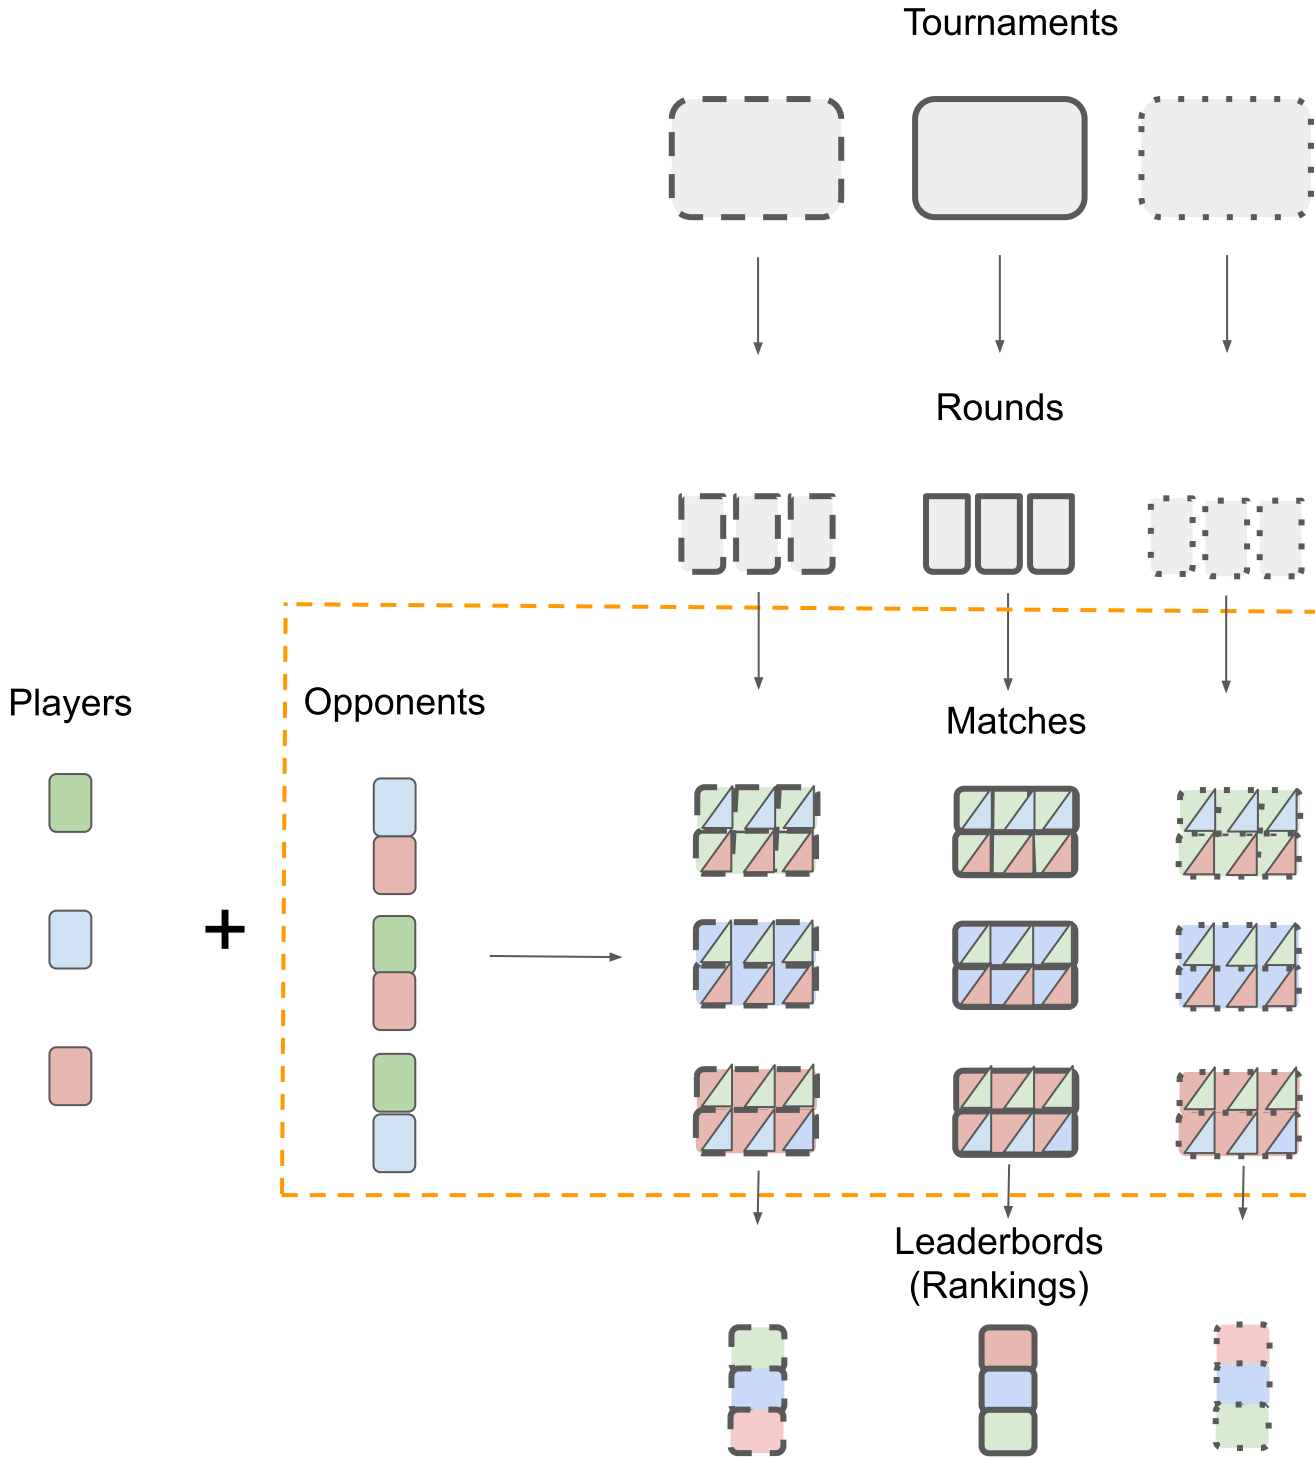 Tournaments
Rounds
Players
Opponents
Matches
+
Leaderbords
(Rankings)